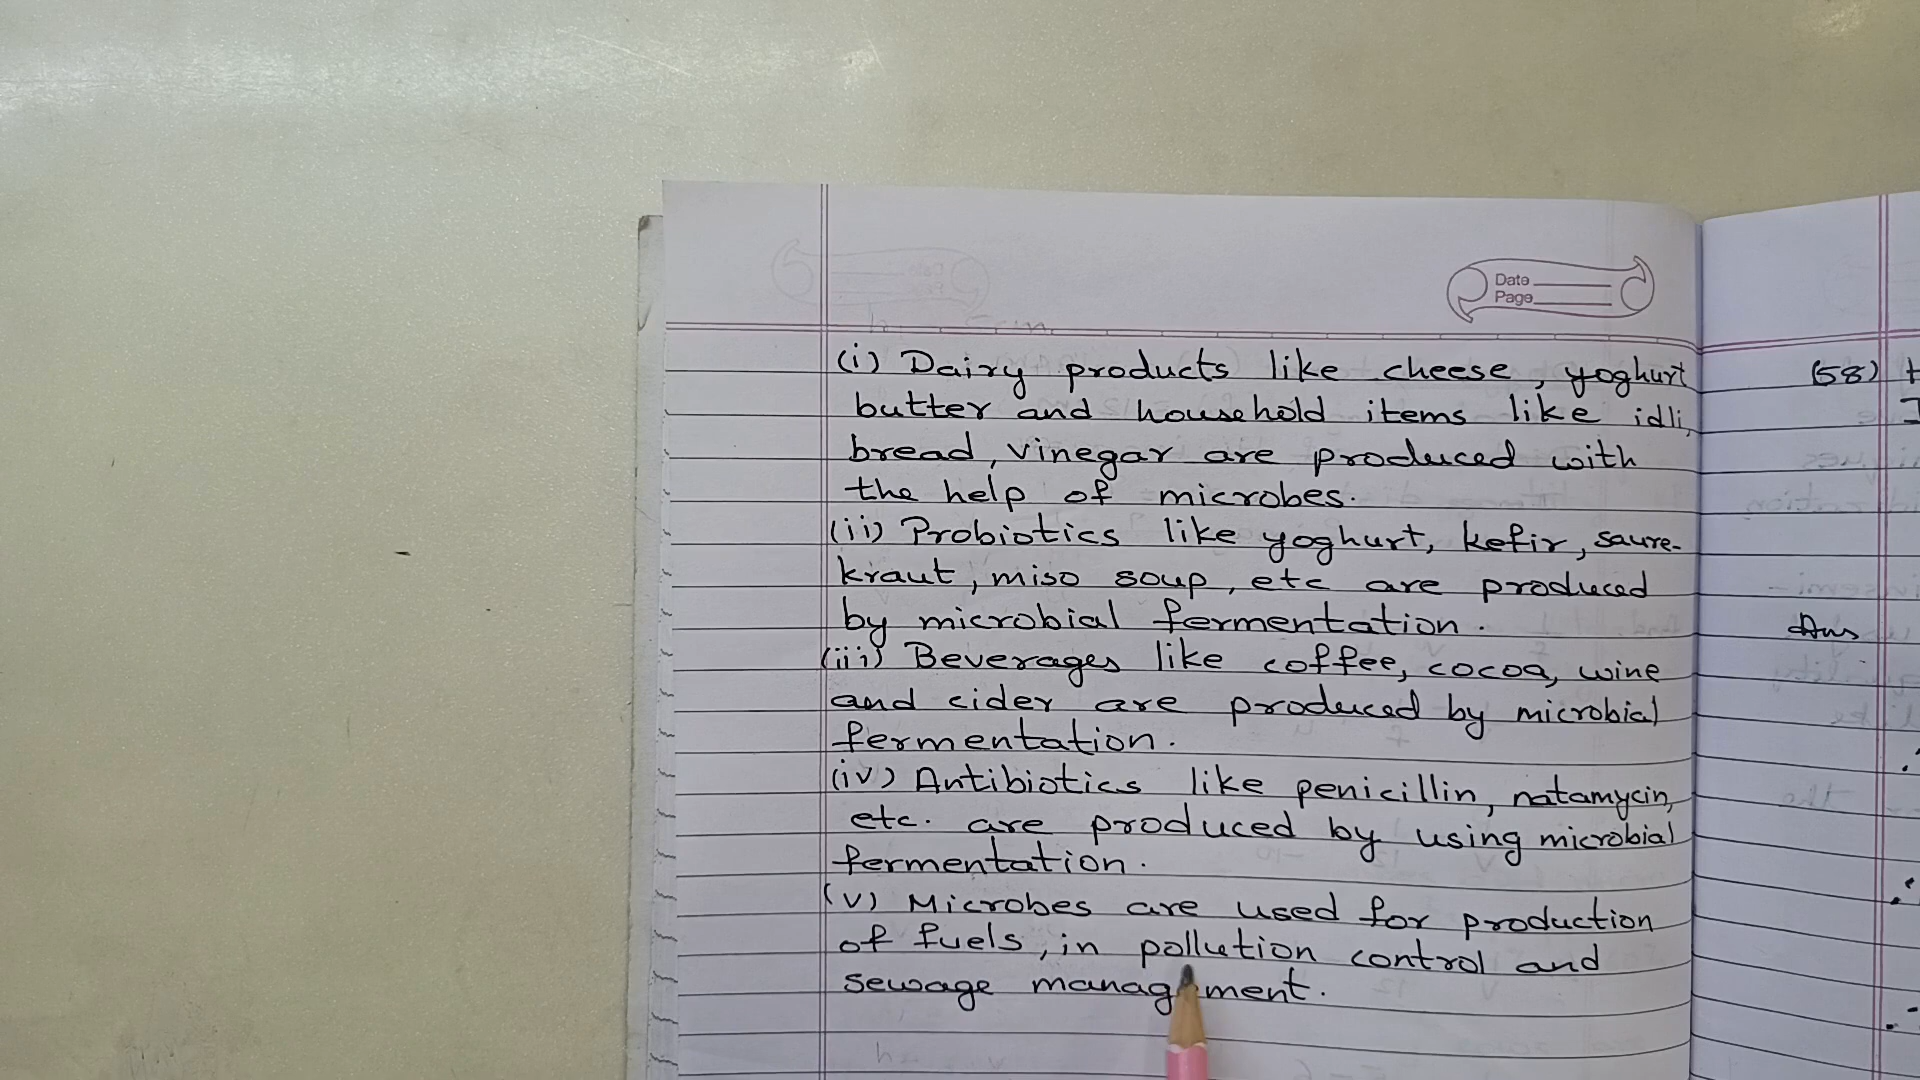 Date
Page
(i) Dairy products like cheese, yoghurt
butter and household items like idli,
bread, vinegar are produced with
the help of microbes.
(ii) Probiotics like yoghurt, kefir, saure-
kraut, miso soup, etc are produced
by microbial fermentation.
(iii) Beverages like coffee, cocoa, wine
and cider are produced by microbial
fermentation.
(iv) Antibiotics like penicillin, natamycin,
etc. are produced by using microbial
fermentation.
(v) Microbes are used for production
of fuels, in pollution control and
sewage management.
(58)
Ans